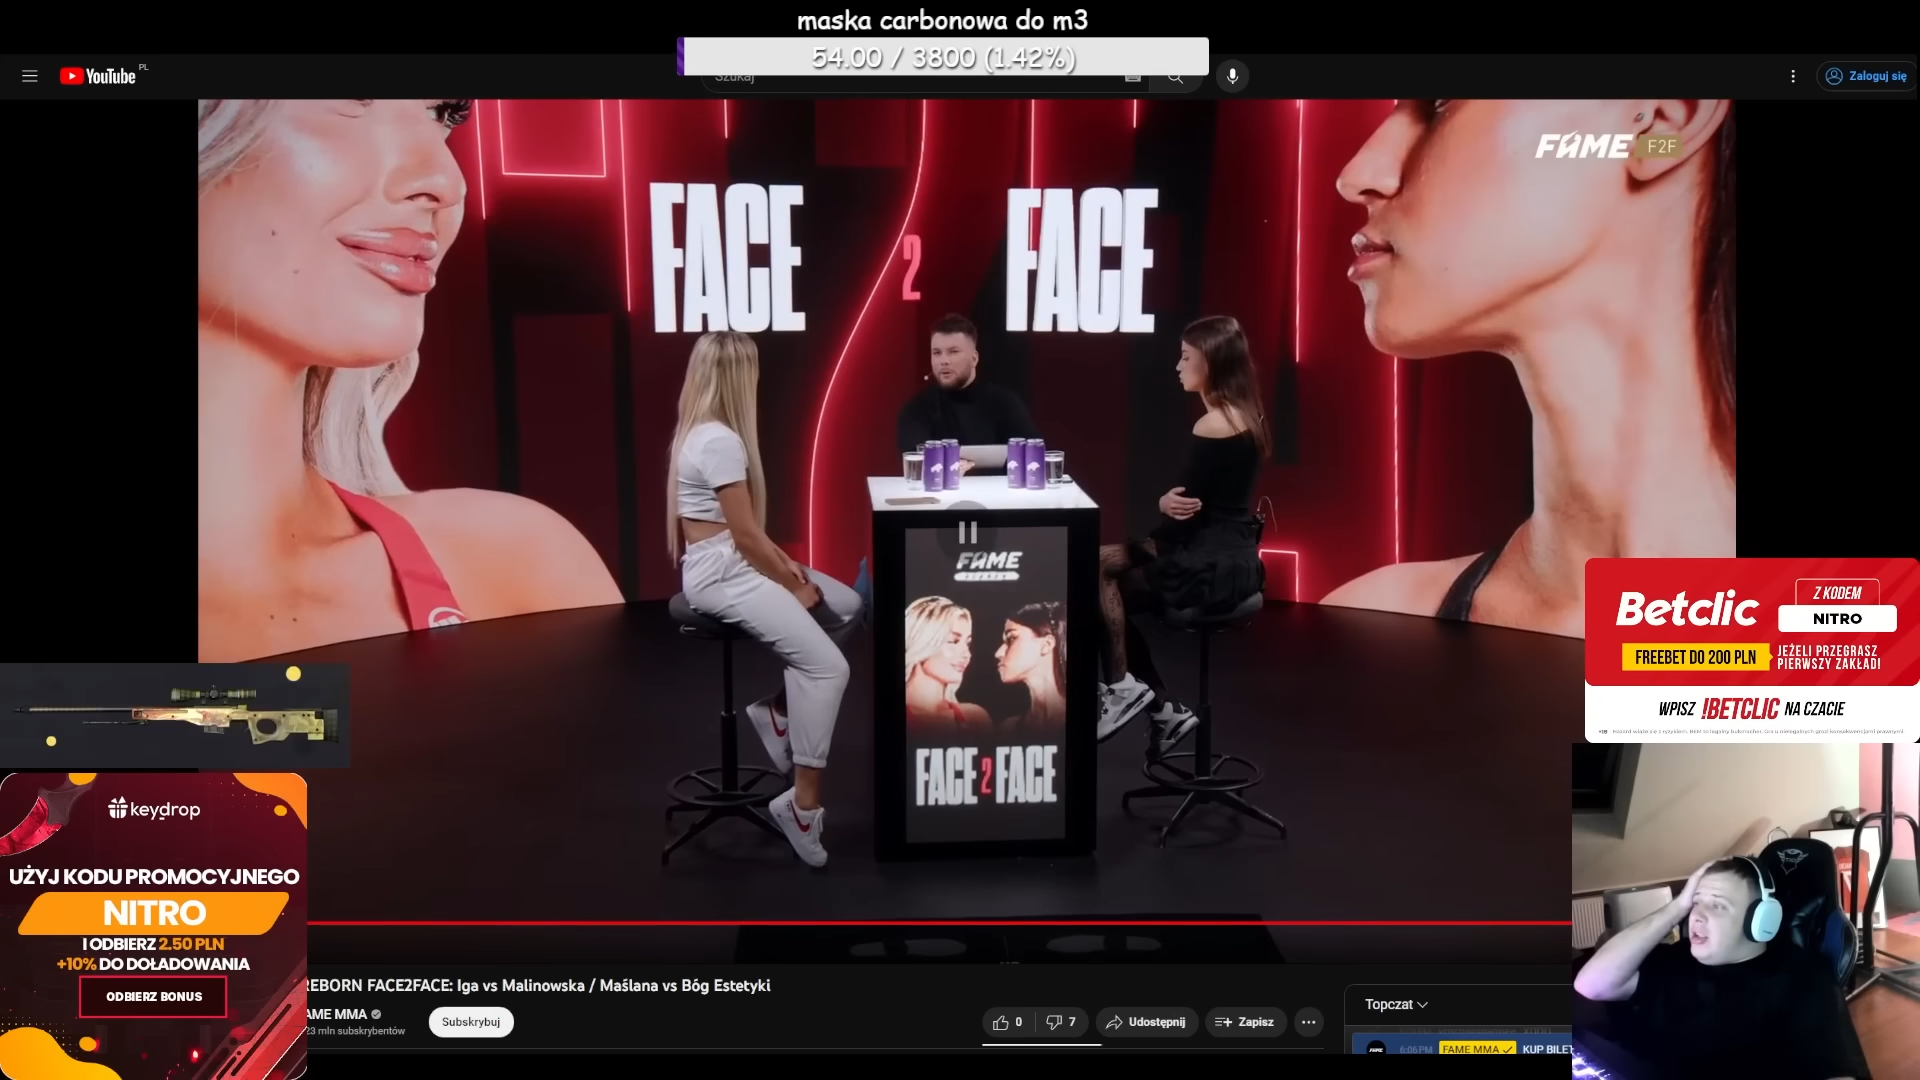 maska carbonowa do m3
54.00 / 3800 (1.42%)
YouTube PL
Szukaj
Zaloguj się
FAME F2F
FACE 2 FACE
FAME
FACE 2 FACE
Betclic
Z KODEM
NITRO
FREEBET DO 200 PLN
JEŻELI PRZEGRASZ
PIERWSZY ZAKŁAD!
WPISZ !BETCLIC NA CZACIE
keydrop
UŻYJ KODU PROMOCYJNEGO
NITRO
I ODBIERZ 2.50 PLN
+10% DO DOŁADOWANIA
ODBIERZ BONUS
EBORN FACE2FACE: Iga vs Malinowska / Maślana vs Bóg Estetyki
AME MMA
23 mln subskrybentów
Subskrybuj
0
7
Udostępnij
Zapisz
Topczat
6:06 PM FAME MMA KUP BILET